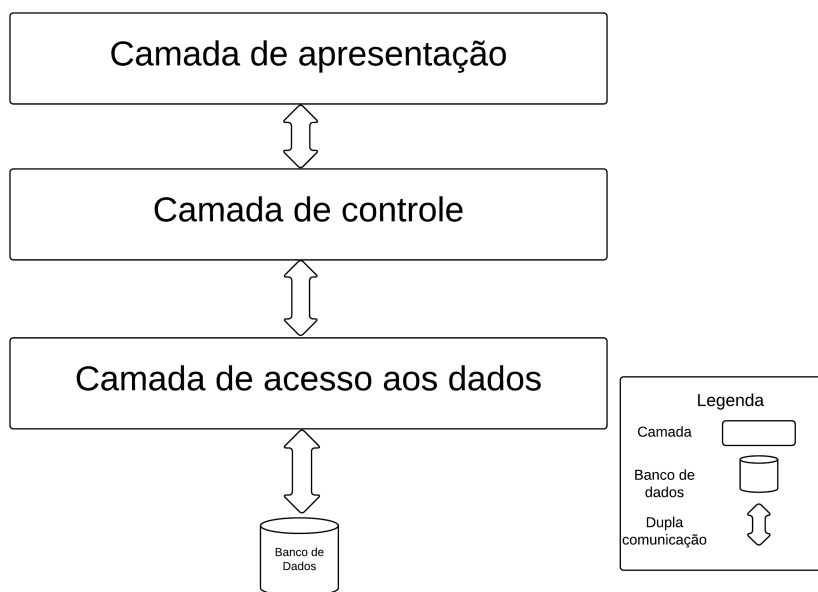 Camada de apresentação
Camada de controle
Camada de acesso aos dados
Banco de
Dados
Legenda
Camada
Banco de
dados
Dupla
comunicação